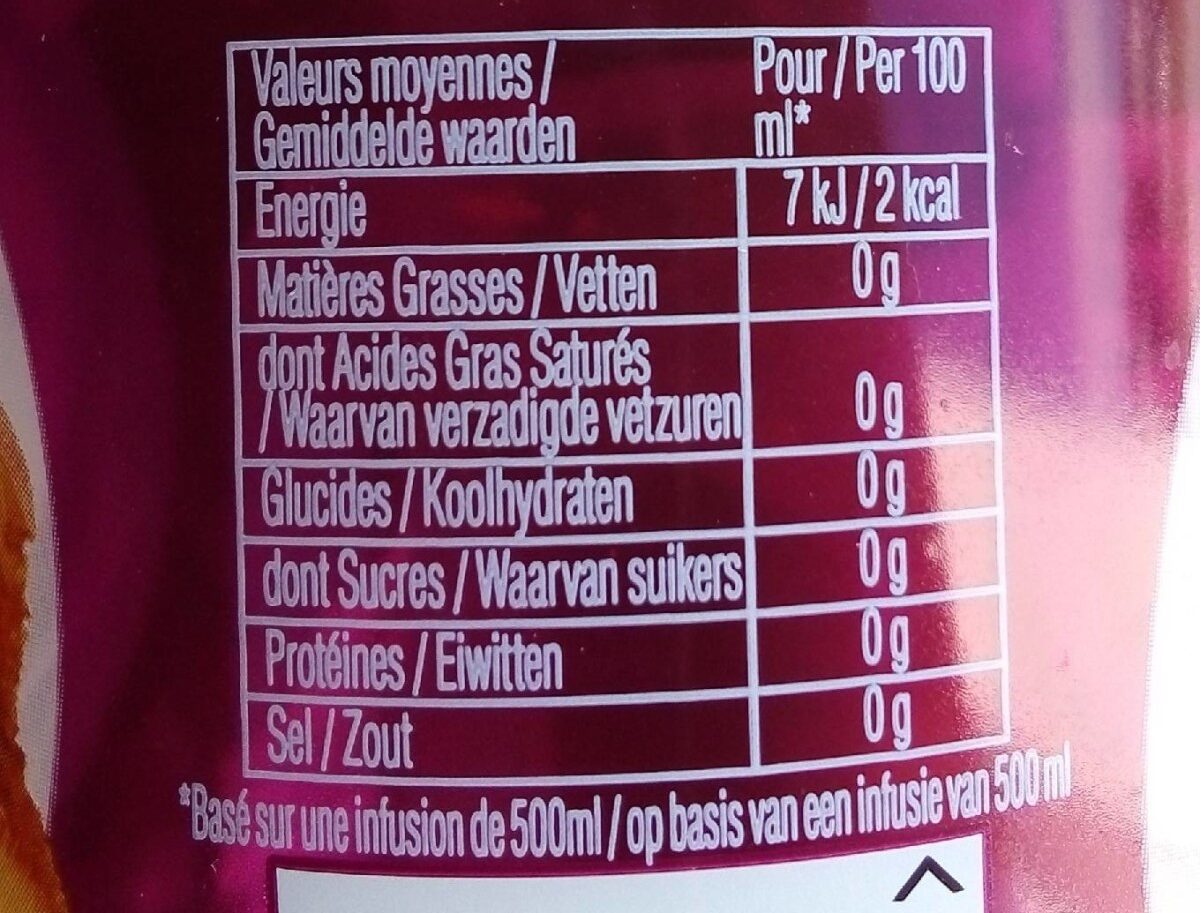 Valeurs moyennes / Pour / Per 100
Gemiddelde waarden ml*
Energie 7 kJ / 2 kcal
Matières Grasses / Vetten 0 g
dont Acides Gras Saturés
/ Waarvan verzadigde vetzuren 0 g
Glucides / Koolhydraten 0 g
dont Sucres / Waarvan suikers 0 g
Protéines / Eiwitten 0 g
Sel / Zout 0 g
*Basé sur une infusion de 500ml / op basis van een infusie van 500 ml